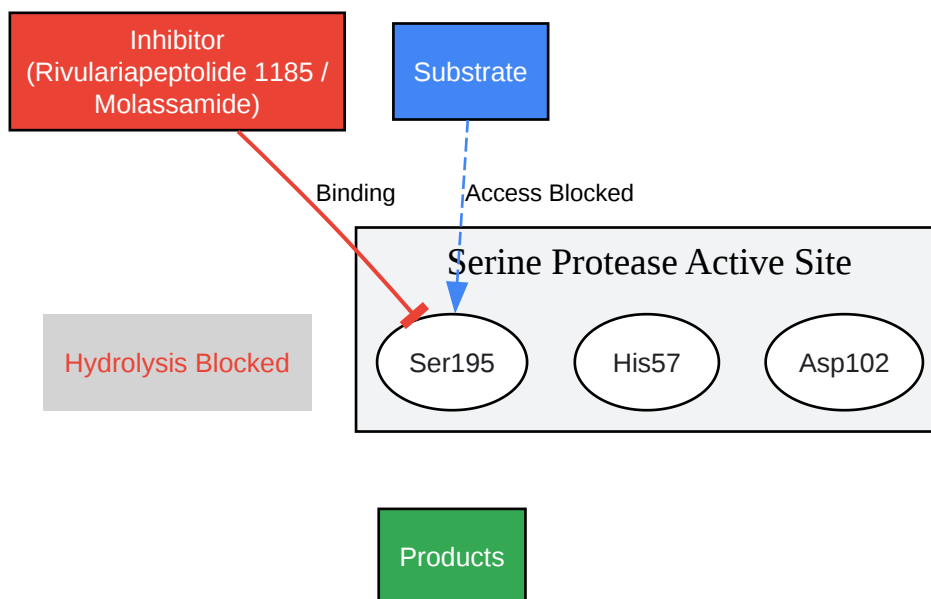 Inhibitor
(Rivulariapeptolide 1185 /
Molassamide)
Substrate
Binding
Access Blocked
Serine Protease Active Site
Hydrolysis Blocked
Ser195
His57
Asp102
Products